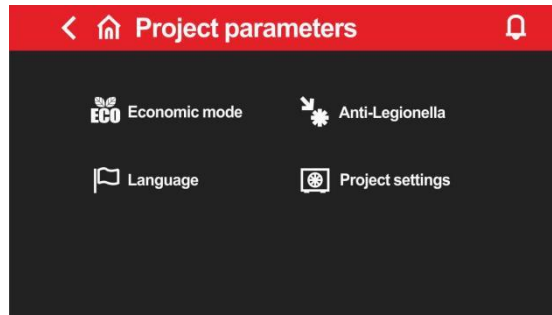 Project parameters
ECO Economic mode
Anti-Legionella
Language
Project settings